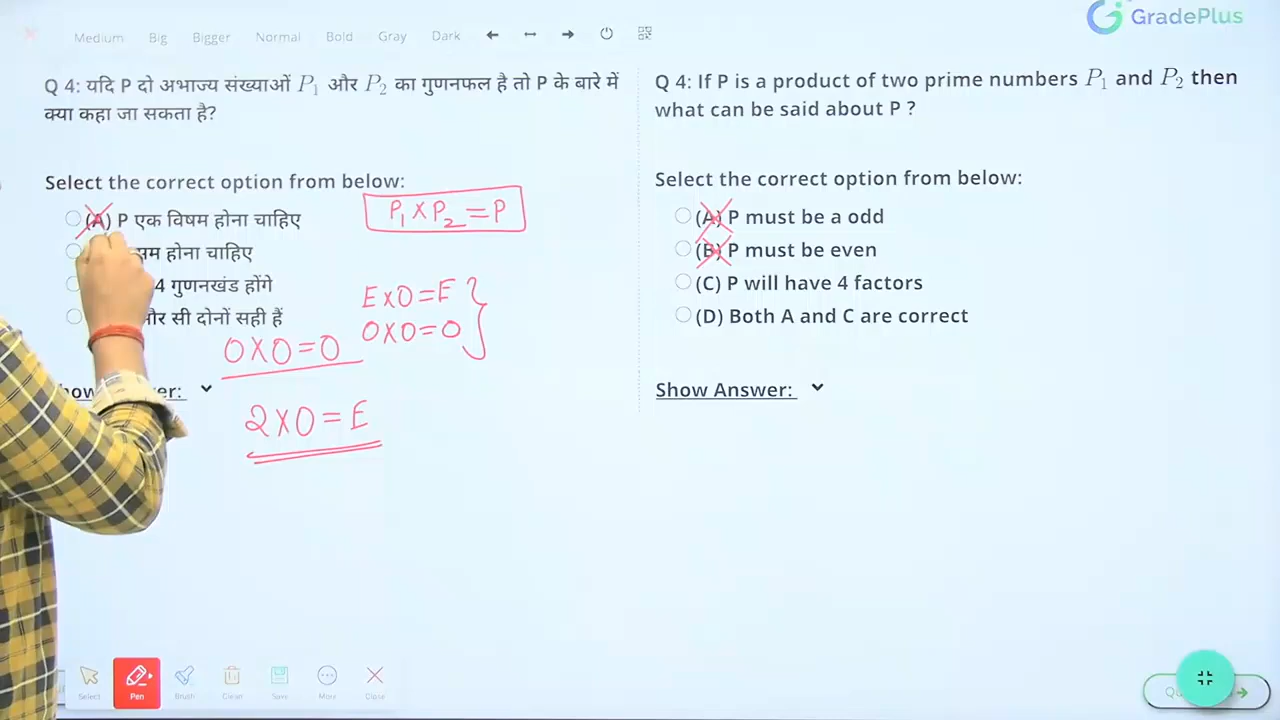 GradePlus
Medium Big Bigger Normal Bold Gray Dark
Q 4: यदि P दो अभाज्य संख्याओं P₁ और P₂ का गुणनफल है तो P के बारे में
क्या कहा जा सकता है?
Select the correct option from below:
(A) P एक विषम होना चाहिए
सम होना चाहिए
4 गुणनखंड होंगे
और सी दोनों सही हैं
P₁ X P₂ = P
E X O = E
O X O = O
O X O = O
2 X O = E
Q 4: If P is a product of two prime numbers P₁ and P₂ then
what can be said about P ?
Select the correct option from below:
(A) P must be a odd
(B) P must be even
(C) P will have 4 factors
(D) Both A and C are correct
Show Answer:
Select Pen Brush Clean Save More Close